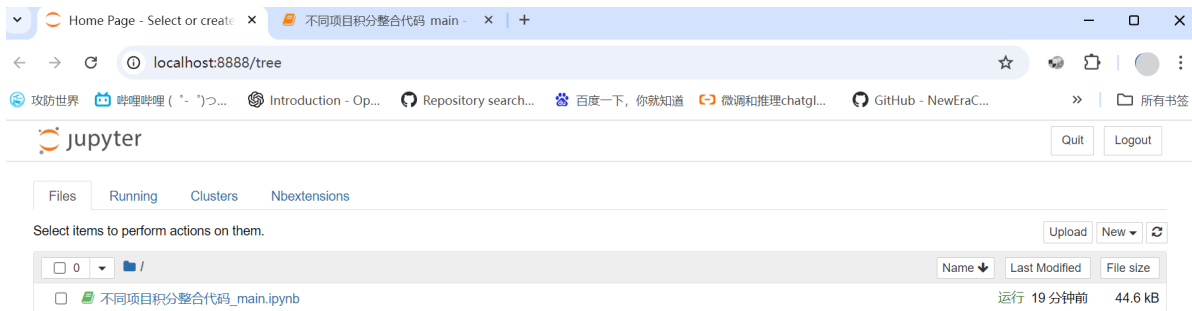 Home Page - Select or create 不同项目积分整合代码_main -
localhost:8888/tree
攻防世界 哔哩哔哩 ( ゜- ゜)つ... Introduction - Op... Repository search... 百度一下，你就知道 微调和推理chatgl... GitHub - NewEraC... » 所有书签
jupyter Quit Logout
Files Running Clusters Nbextensions
Select items to perform actions on them. Upload New
0 / Name Last Modified File size
不同项目积分整合代码_main.ipynb 运行 19 分钟前 44.6 kB